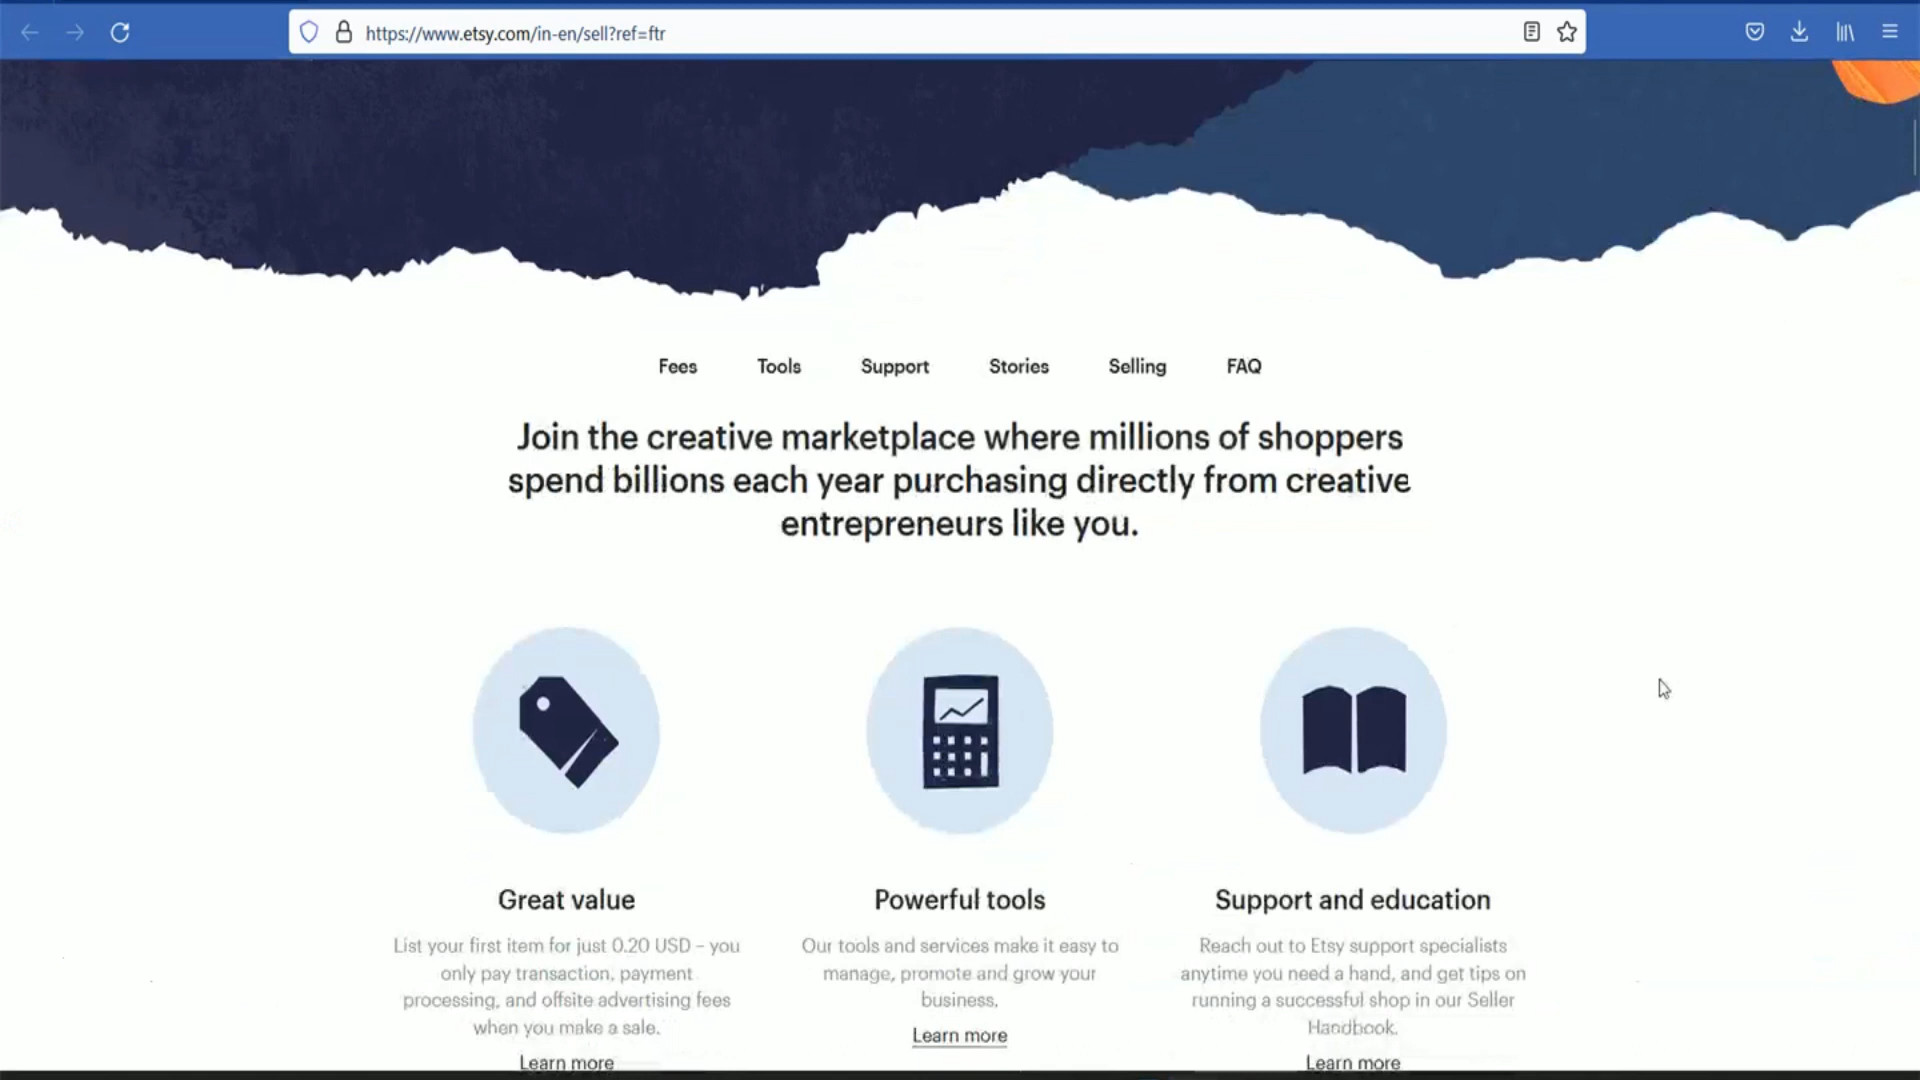 https://www.etsy.com/in-en/sell?ref=ftr
Fees Tools Support Stories Selling FAQ
Join the creative marketplace where millions of shoppers
spend billions each year purchasing directly from creative
entrepreneurs like you.
Great value
List your first item for just 0.20 USD – you
only pay transaction, payment
processing, and offsite advertising fees
when you make a sale.
Learn more
Powerful tools
Our tools and services make it easy to
manage, promote and grow your
business.
Learn more
Support and education
Reach out to Etsy support specialists
anytime you need a hand, and get tips on
running a successful shop in our Seller
Handbook.
Learn more